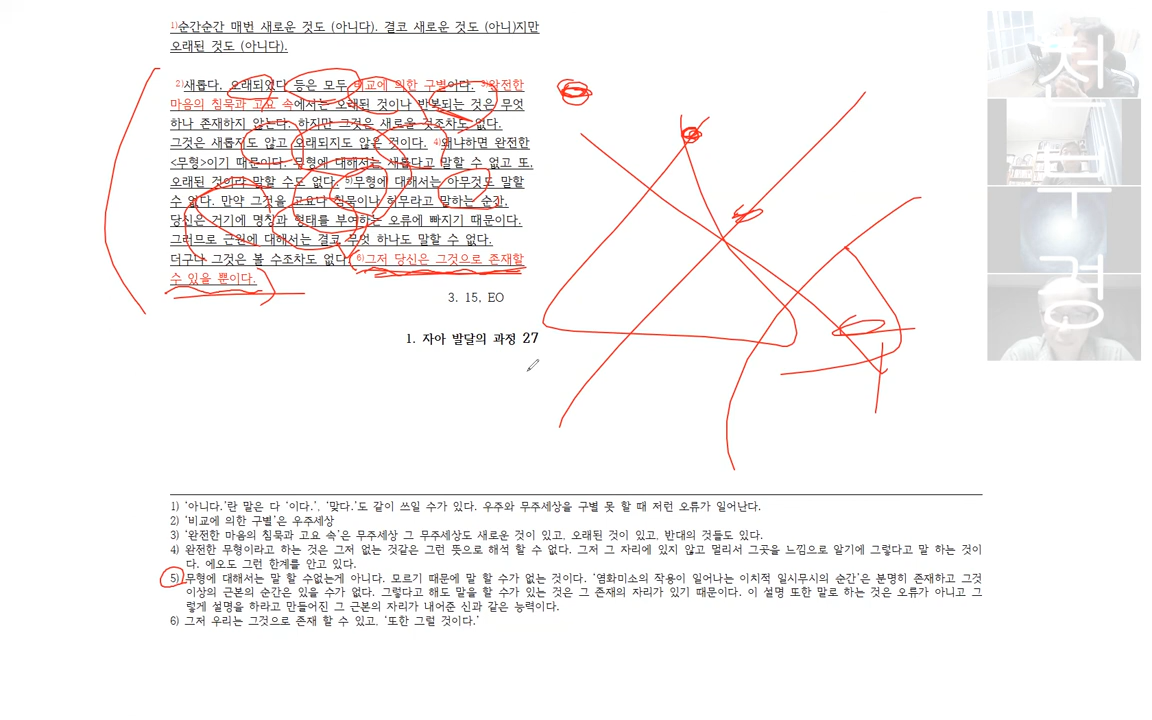 1)순간순간 매번 새로운 것도 (아니다). 결코 새로운 것도 (아니)지만
오래된 것도 (아니다).
2)새롭다. 오래되었다 등은 모두 비교에 의한 구별이다. 3)완전한
마음의 침묵과 고요 속에서는 오래된 것이나 반복되는 것은 무엇
하나 존재하지 않는다. 하지만 그것은 새로울 것조차도 없다.
그것은 새롭지도 않고 오래되지도 않은 것이다. 4)왜냐하면 완전한
<무형>이기 때문이다. 무형에 대해서는 새롭다고 말할 수 없고 또.
오래된 것이라 말할 수도 없다. 5)무형에 대해서는 아무것도 말할
수 없다. 만약 그것을 고요나 침묵이나 허무라고 말하는 순간.
당신은 거기에 명칭과 형태를 부여하는 오류에 빠지기 때문이다.
그러므로 근원에 대해서는 결코 무엇 하나도 말할 수 없다.
더구나 그것은 볼 수조차도 없다. 6)그저 당신은 그것으로 존재할
수 있을 뿐이다.
3. 15. EO
1. 자아 발달의 과정 27
천부경
1) ‘아니다.’란 말은 다 ‘이다.’, ‘맞다.’도 같이 쓰일 수가 있다. 우주와 무주세상을 구별 못 할 때 저런 오류가 일어난다.
2) ‘비교에 의한 구별’은 우주세상
3) ‘완전한 마음의 침묵과 고요 속’은 무주세상 그 무주세상도 새로운 것이 있고, 오래된 것이 있고, 반대의 것들도 있다.
4) 완전한 무형이라고 하는 것은 그저 없는 것같은 그런 뜻으로 해석 할 수 없다. 그저 그 자리에 있지 않고 멀리서 그곳을 느낌으로 알기에 그렇다고 말 하는 것이
다. 에오도 그런 한계를 안고 있다.
5) 무형에 대해서는 말 할 수없는게 아니다. 모르기 때문에 말 할 수가 없는 것이다. ‘염화미소의 작용이 일어나는 이치적 일시무시의 순간’은 분명히 존재하고 그것
이상의 근본의 순간은 있을 수가 없다. 그렇다고 해도 말을 할 수가 있는 것은 그 존재의 자리가 있기 때문이다. 이 설명 또한 말로 하는 것은 오류가 아니고 그
렇게 설명을 하라고 만들어진 그 근본의 자리가 내어준 신과 같은 능력이다.
6) 그저 우리는 그것으로 존재 할 수 있고, ‘또한 그럴 것이다.’